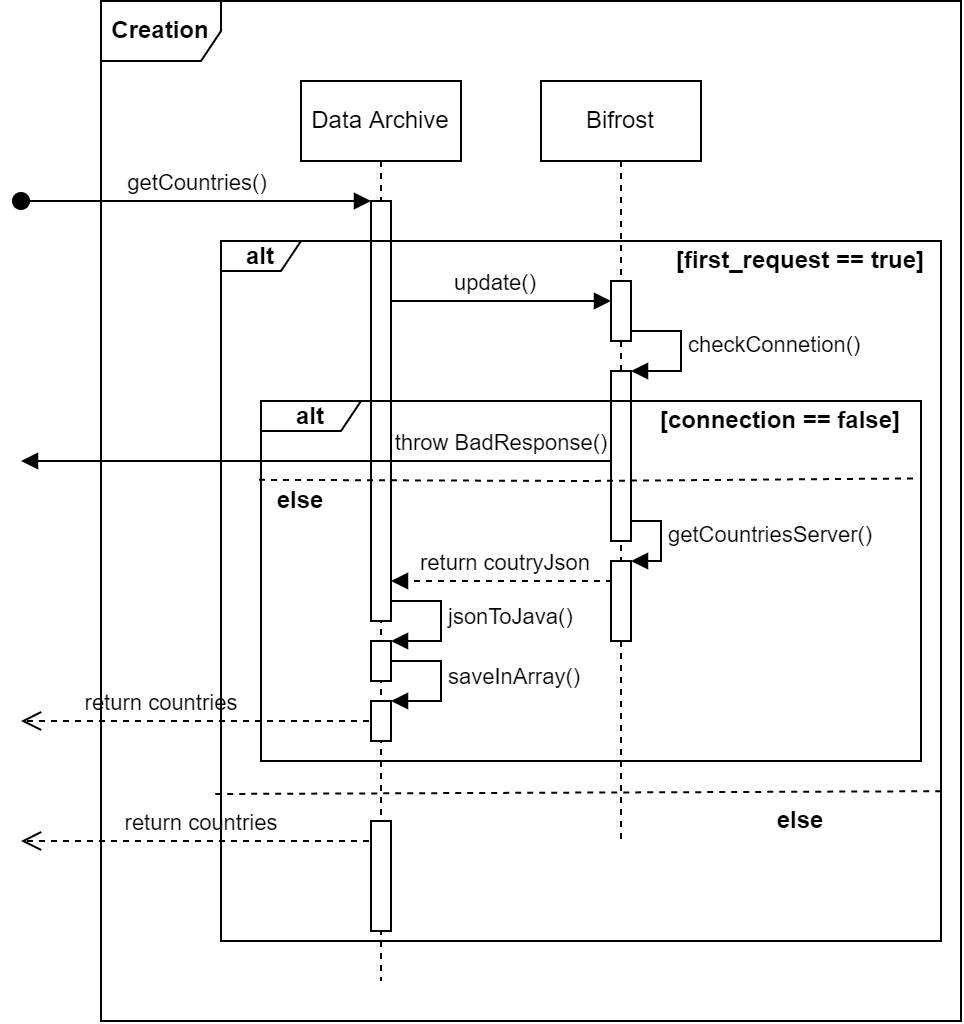 Creation
Data Archive
Bifrost
getCountries()
alt
[first_request == true]
update()
checkConnetion()
alt
[connection == false]
throw BadResponse()
else
getCountriesServer()
return coutryJson
jsonToJava()
saveInArray()
return countries
else
return countries